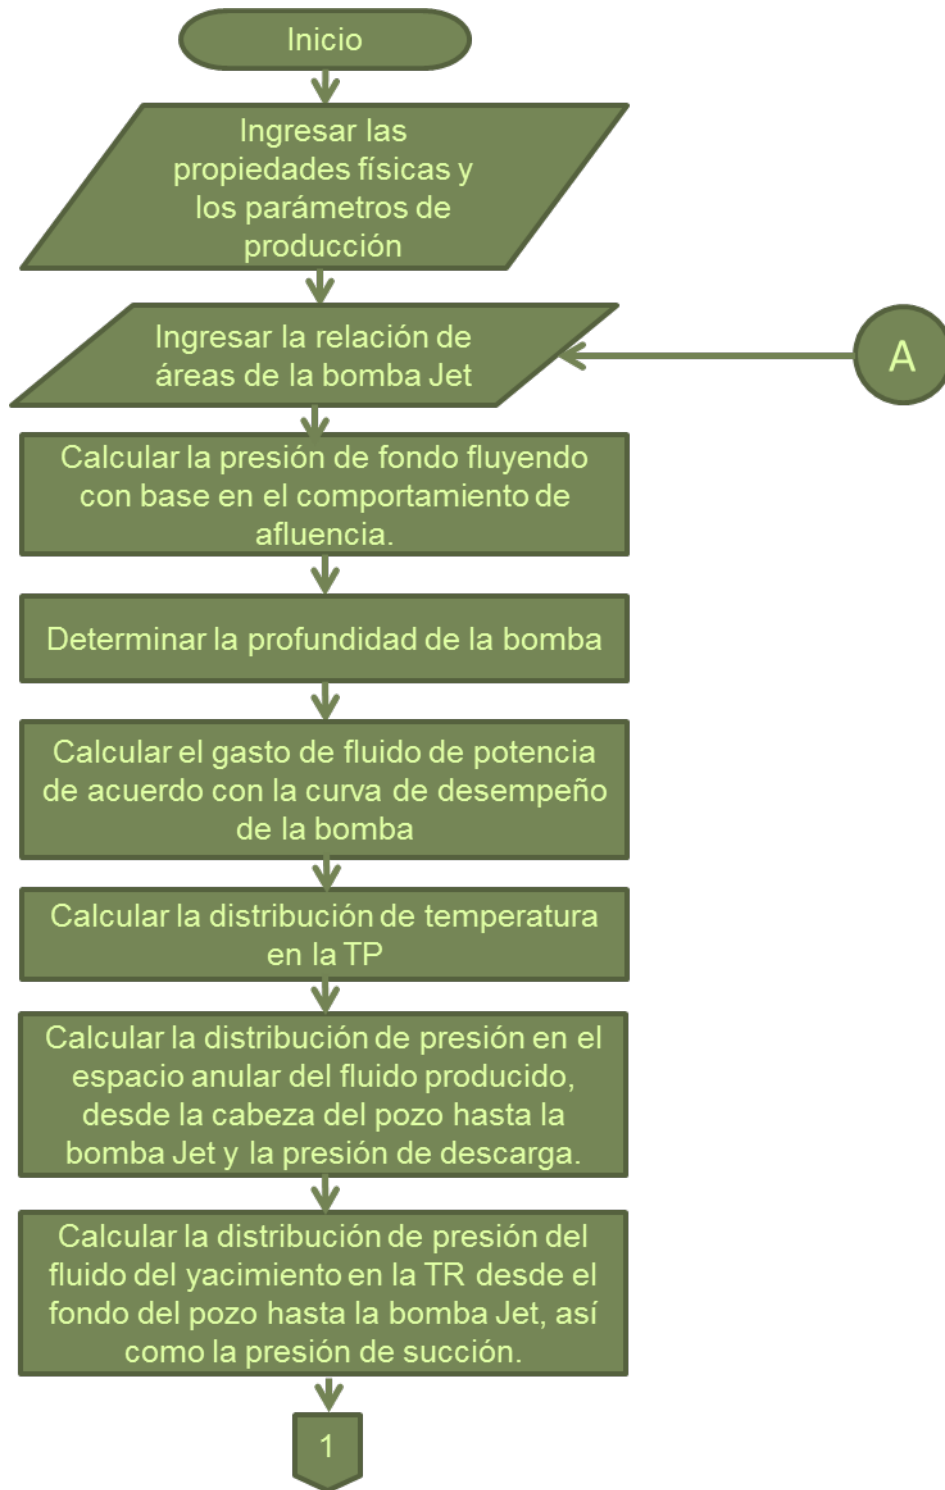 Inicio
Ingresar las
propiedades físicas y
los parámetros de
producción
Ingresar la relación de
áreas de la bomba Jet
A
Calcular la presión de fondo fluyendo
con base en el comportamiento de
afluencia.
Determinar la profundidad de la bomba
Calcular el gasto de fluido de potencia
de acuerdo con la curva de desempeño
de la bomba
Calcular la distribución de temperatura
en la TP
Calcular la distribución de presión en el
espacio anular del fluido producido,
desde la cabeza del pozo hasta la
bomba Jet y la presión de descarga.
Calcular la distribución de presión del
fluido del yacimiento en la TR desde el
fondo del pozo hasta la bomba Jet, así
como la presión de succión.
1